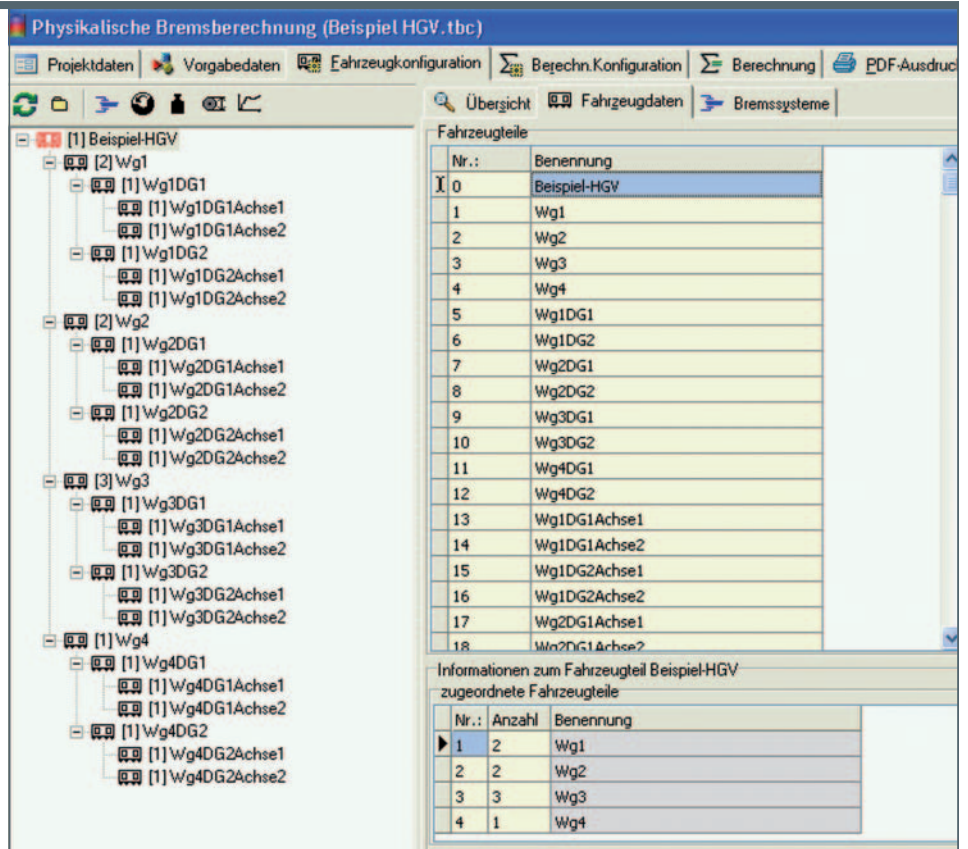 Physikalische Bremsberechnung (Beispiel HGV.tbc)
Projektdaten Vorgabedaten Fahrzeugkonfiguration Berechn.Konfiguration Berechnung PDF-Ausdruc
Übersicht Fahrzeugdaten Bremssysteme
[1] Beispiel-HGV
[2] Wg1
[1] Wg1DG1
[1] Wg1DG1Achse1
[1] Wg1DG1Achse2
[1] Wg1DG2
[1] Wg1DG2Achse1
[1] Wg1DG2Achse2
[2] Wg2
[1] Wg2DG1
[1] Wg2DG1Achse1
[1] Wg2DG1Achse2
[1] Wg2DG2
[1] Wg2DG2Achse1
[1] Wg2DG2Achse2
[3] Wg3
[1] Wg3DG1
[1] Wg3DG1Achse1
[1] Wg3DG1Achse2
[1] Wg3DG2
[1] Wg3DG2Achse1
[1] Wg3DG2Achse2
[1] Wg4
[1] Wg4DG1
[1] Wg4DG1Achse1
[1] Wg4DG1Achse2
[1] Wg4DG2
[1] Wg4DG2Achse1
[1] Wg4DG2Achse2
Fahrzeugteile
Nr.: Benennung
0 Beispiel-HGV
1 Wg1
2 Wg2
3 Wg3
4 Wg4
5 Wg1DG1
6 Wg1DG2
7 Wg2DG1
8 Wg2DG2
9 Wg3DG1
10 Wg3DG2
11 Wg4DG1
12 Wg4DG2
13 Wg1DG1Achse1
14 Wg1DG1Achse2
15 Wg1DG2Achse1
16 Wg1DG2Achse2
17 Wg2DG1Achse1
18 Wg2DG1Achse2
Informationen zum Fahrzeugteil Beispiel-HGV
zugeordnete Fahrzeugteile
Nr.: Anzahl Benennung
1 2 Wg1
2 2 Wg2
3 3 Wg3
4 1 Wg4